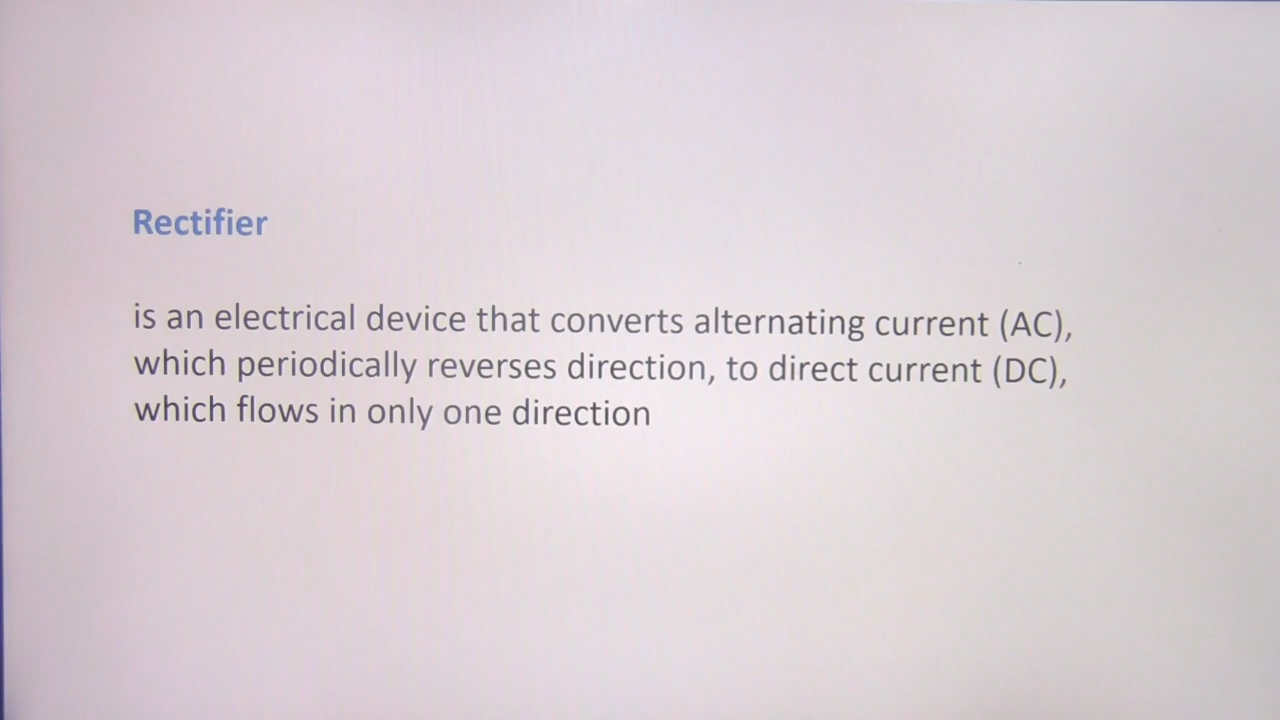 Rectifier
is an electrical device that converts alternating current (AC),
which periodically reverses direction, to direct current (DC),
which flows in only one direction